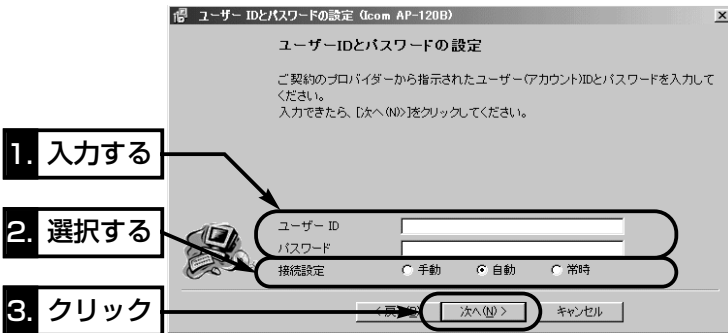 ユーザー IDとパスワードの設定 (Icom AP-120B)
ユーザーIDとパスワードの設定
ご契約のプロバイダーから指示されたユーザー(アカウント)IDとパスワードを入力して
ください。
入力できたら、[次へ(N)>]をクリックしてください。
1. 入力する
2. 選択する
3. クリック
ユーザー ID
パスワード
接続設定 手動 自動 常時
次へ(N) > キャンセル